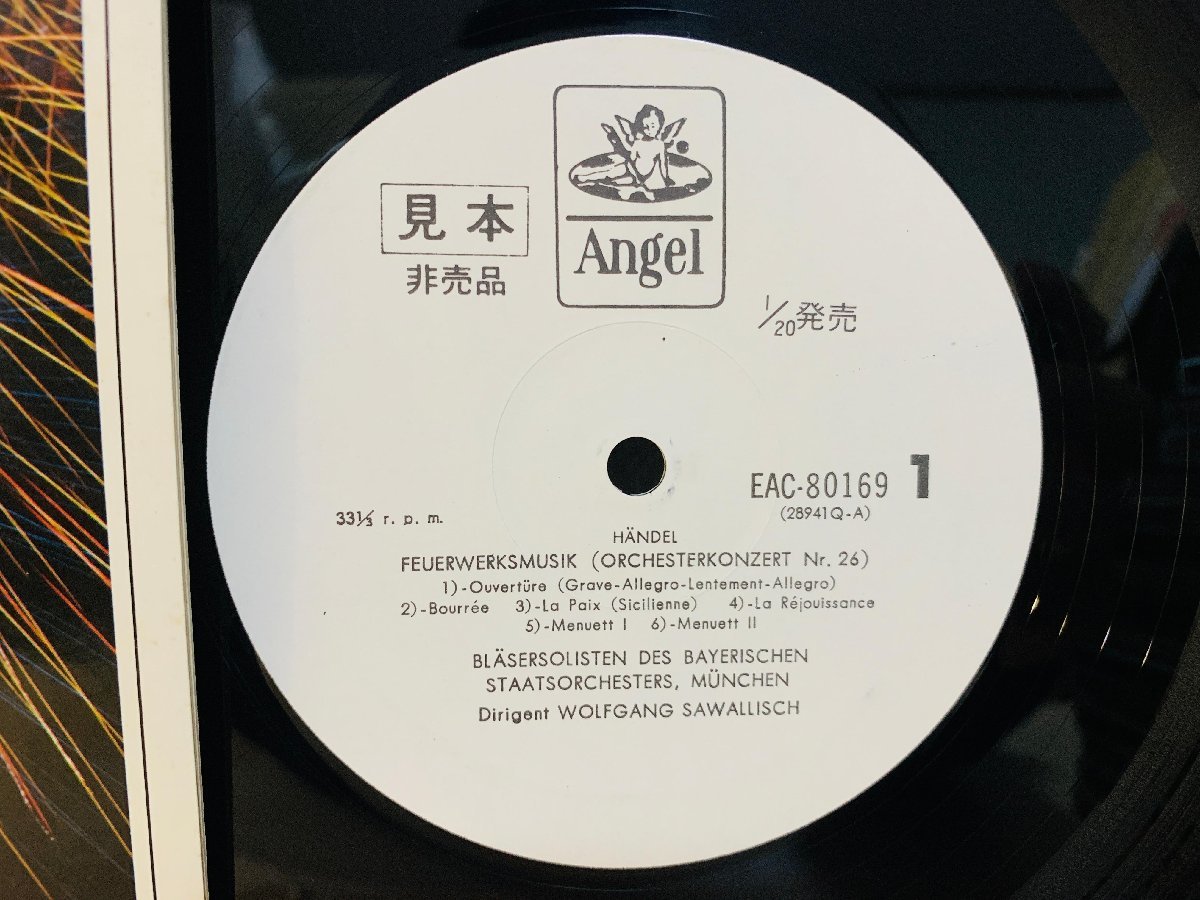 見本
非売品
Angel
1/20発売
EAC-80169 1
(28941Q-A)
33⅓ r. p. m.
HÄNDEL
FEUERWERKSMUSIK (ORCHESTERKONZERT Nr. 26)
1)-Ouvertüre (Grave-Allegro-Lentement-Allegro)
2)-Bourrée 3)-La Paix (Sicilienne) 4)-La Réjouissance
5)-Menuett I 6)-Menuett II
BLÄSERSOLISTEN DES BAYERISCHEN
STAATSORCHESTERS, MÜNCHEN
Dirigent WOLFGANG SAWALLISCH